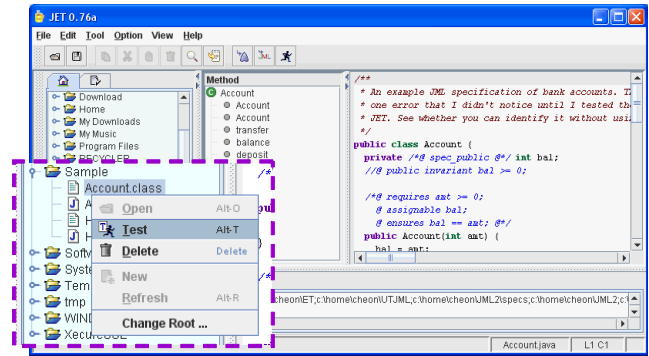 JET 0.76a
File Edit Tool Option View Help
JML
Download
Home
My Downloads
My Music
Program Files
RECYCLER
Sample
Account.class
A
H
J H
Softw
Syste
Tem
tmp
WIND
XecureSSL
Open Alt-O
Test Alt-T
Delete Delete
New
Refresh Alt-R
Change Root ...
Method
Account
Account
Account
transfer
balance
deposit
/**
* An example JML specification of bank accounts. T
* one error that I didn't notice until I tested the
* JET. See whether you can identify it without usi
*/
public class Account {
private /*@ spec_public @*/ int bal;
//@ public invariant bal >= 0;
/*@ requires amt >= 0;
@ assignable bal;
@ ensures bal == amt; @*/
public Account(int amt) {
bal = amt;
/*
pu
}
/*
cheon\ET;c:\home\cheon\UTJML;c:\home\cheon\JML2\specs;c:\home\cheon\JML2;c:\
Account.java L1 C1